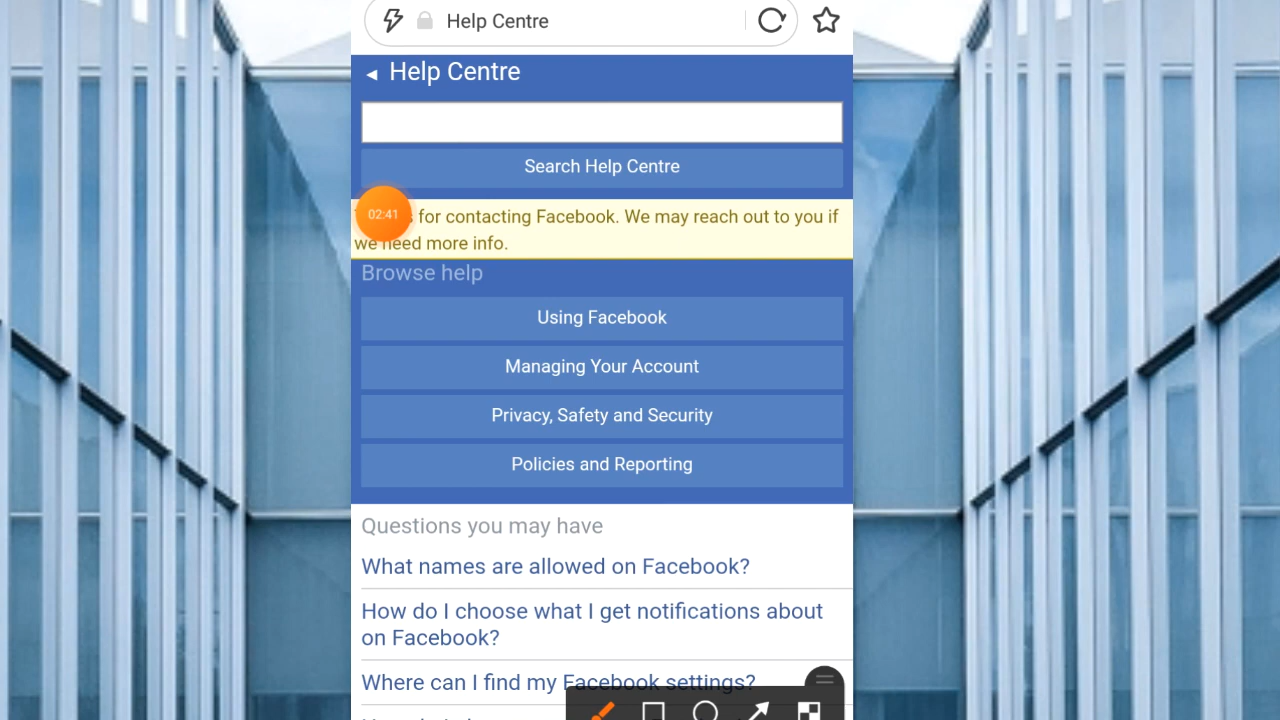 Help Centre
Help Centre
Search Help Centre
02:41
for contacting Facebook. We may reach out to you if
we need more info.
Browse help
Using Facebook
Managing Your Account
Privacy, Safety and Security
Policies and Reporting
Questions you may have
What names are allowed on Facebook?
How do I choose what I get notifications about
on Facebook?
Where can I find my Facebook settings?